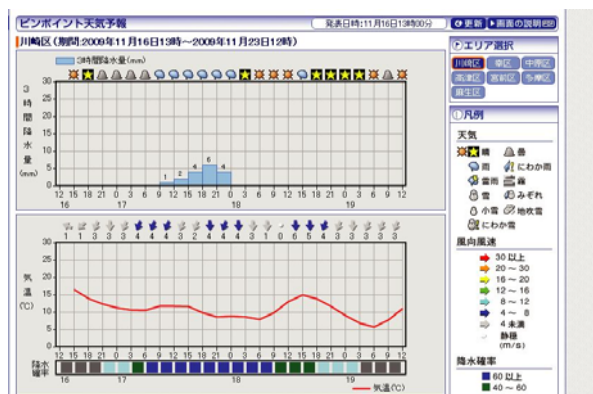 ピンポイント天気予報
発表日時:11月16日13時00分
更新
画面の説明
川崎区(期間:2009年11月16日13時～2009年11月23日12時)
エリア選択
川崎区 幸区 中原区
高津区 宮前区 多摩区
麻生区
凡例
天気
晴 曇
雨 にわか雨
雷雨 霧
雪 みぞれ
小雪 地吹雪
にわか雪
風向風速
30 以上
20 ～ 30
16 ～ 20
12 ～ 16
8 ～ 12
4 ～ 8
4 未満
静穏
(m/s)
降水確率
60 以上
40 ～ 60
3時間降水量(mm)
3時間降水量(mm)
30
25
20
15
10
5
0
1 2 4 6 4
12 15 18 21 0 3 6 9 12 15 18 21 0 3 6 9 12 15 18 21 0 3 6 9 12
16 17 18 19
1 1 3 3 3 4 4 4 3 2 4 4 4 3 1 0 6 5 4 3 3 3 3 3
気温(℃)
30
25
20
15
10
5
0
12 15 18 21 0 3 6 9 12 15 18 21 0 3 6 9 12 15 18 21 0 3 6 9 12
降水確率
16 17 18 19
気温(℃)